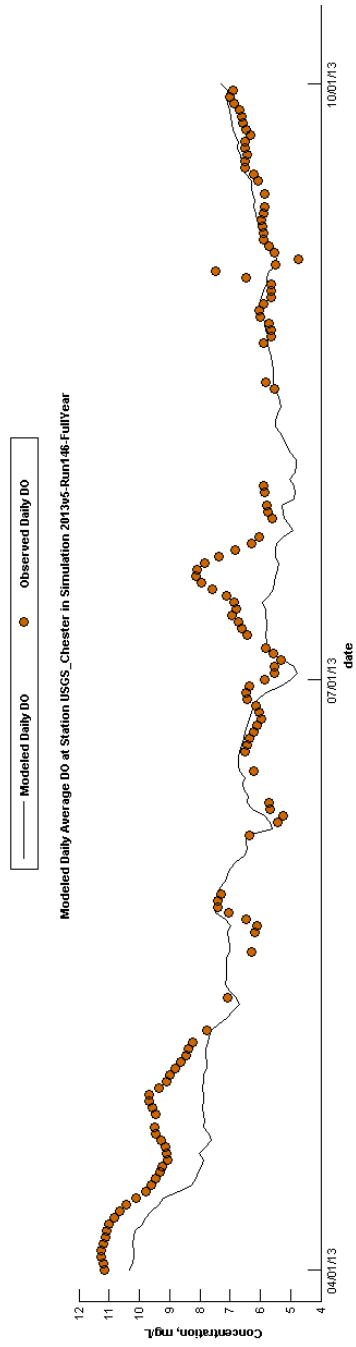 Modeled Daily DO
Observed Daily DO
Modeled Daily Average DO at Station USGS_Chester in Simulation 2013v5-Run146-FullYear
Concentration, mg/L
12
11
10
9
8
7
6
5
4
04/01/13
07/01/13
10/01/13
date